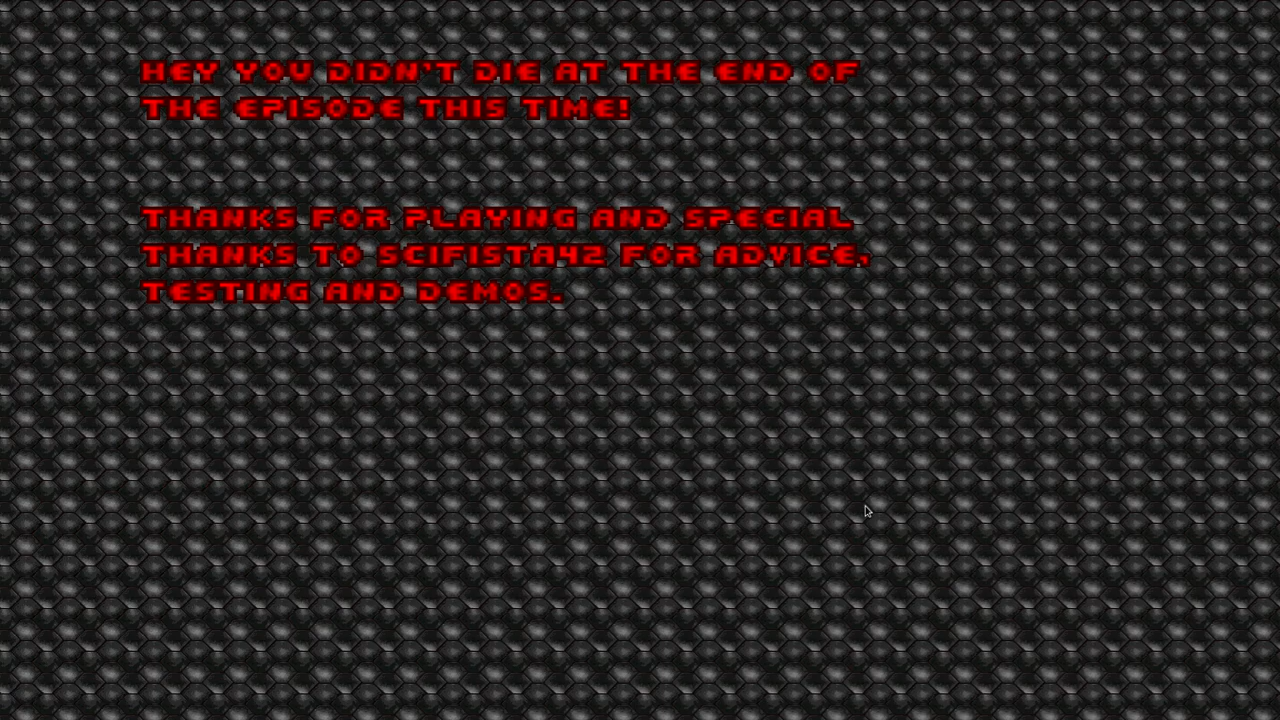 HEY YOU DIDN'T DIE AT THE END OF
THE EPISODE THIS TIME!
THANKS FOR PLAYING AND SPECIAL
THANKS TO SCIFISTA42 FOR ADVICE,
TESTING AND DEMOS.